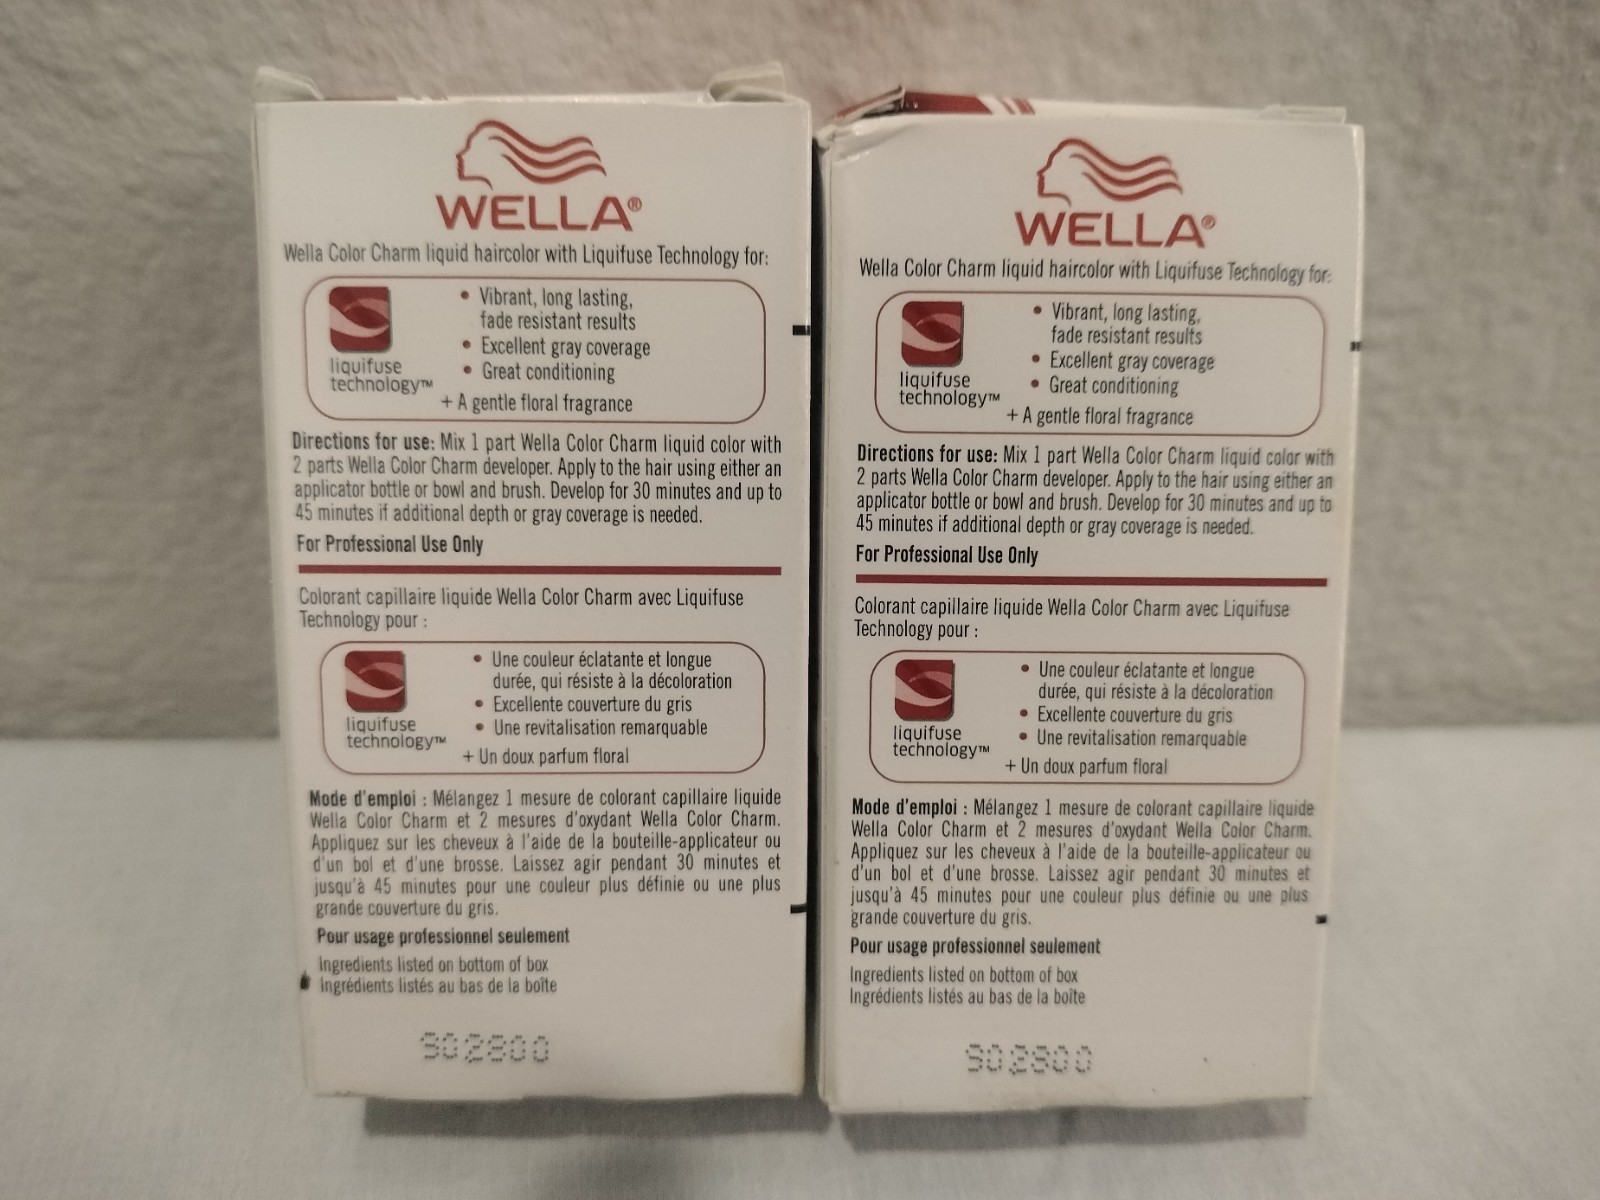 WELLA®
Wella Color Charm liquid haircolor with Liquifuse Technology for:
liquifuse
technology™
• Vibrant, long lasting,
fade resistant results
• Excellent gray coverage
• Great conditioning
+ A gentle floral fragrance
Directions for use: Mix 1 part Wella Color Charm liquid color with
2 parts Wella Color Charm developer. Apply to the hair using either an
applicator bottle or bowl and brush. Develop for 30 minutes and up to
45 minutes if additional depth or gray coverage is needed.
For Professional Use Only
Colorant capillaire liquide Wella Color Charm avec Liquifuse
Technology pour :
liquifuse
technology™
• Une couleur éclatante et longue
durée, qui résiste à la décoloration
• Excellente couverture du gris
• Une revitalisation remarquable
+ Un doux parfum floral
Mode d'emploi : Mélangez 1 mesure de colorant capillaire liquide
Wella Color Charm et 2 mesures d'oxydant Wella Color Charm.
Appliquez sur les cheveux à l'aide de la bouteille-applicateur ou
d'un bol et d'une brosse. Laissez agir pendant 30 minutes et
jusqu'à 45 minutes pour une couleur plus définie ou une plus
grande couverture du gris.
Pour usage professionnel seulement
Ingredients listed on bottom of box
Ingrédients listés au bas de la boîte
S02800
WELLA®
Wella Color Charm liquid haircolor with Liquifuse Technology for:
liquifuse
technology™
• Vibrant, long lasting,
fade resistant results
• Excellent gray coverage
• Great conditioning
+ A gentle floral fragrance
Directions for use: Mix 1 part Wella Color Charm liquid color with
2 parts Wella Color Charm developer. Apply to the hair using either an
applicator bottle or bowl and brush. Develop for 30 minutes and up to
45 minutes if additional depth or gray coverage is needed.
For Professional Use Only
Colorant capillaire liquide Wella Color Charm avec Liquifuse
Technology pour :
liquifuse
technology™
• Une couleur éclatante et longue
durée, qui résiste à la décoloration
• Excellente couverture du gris
• Une revitalisation remarquable
+ Un doux parfum floral
Mode d'emploi : Mélangez 1 mesure de colorant capillaire liquide
Wella Color Charm et 2 mesures d'oxydant Wella Color Charm.
Appliquez sur les cheveux à l'aide de la bouteille-applicateur ou
d'un bol et d'une brosse. Laissez agir pendant 30 minutes et
jusqu'à 45 minutes pour une couleur plus définie ou une plus
grande couverture du gris.
Pour usage professionnel seulement
Ingredients listed on bottom of box
Ingrédients listés au bas de la boîte
S02800